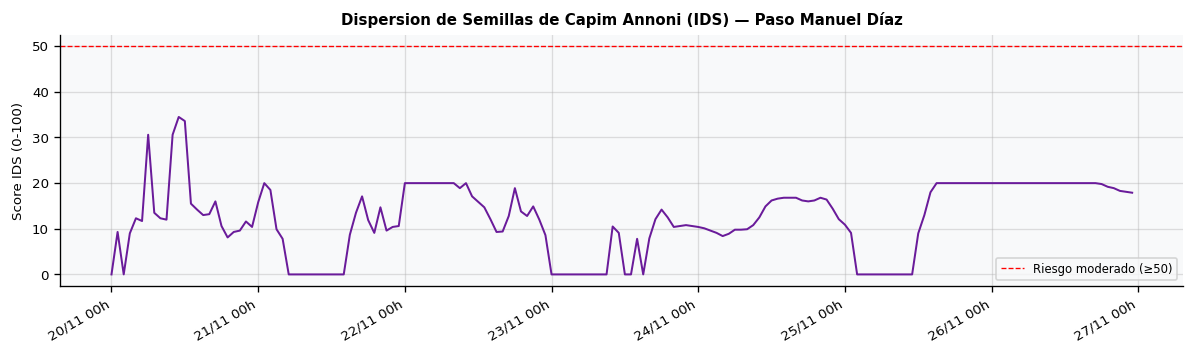 Dispersion de Semillas de Capim Annoni (IDS) — Paso Manuel Díaz
Score IDS (0-100)
50
40
30
20
10
0
Riesgo moderado (≥50)
20/11 00h
21/11 00h
22/11 00h
23/11 00h
24/11 00h
25/11 00h
26/11 00h
27/11 00h